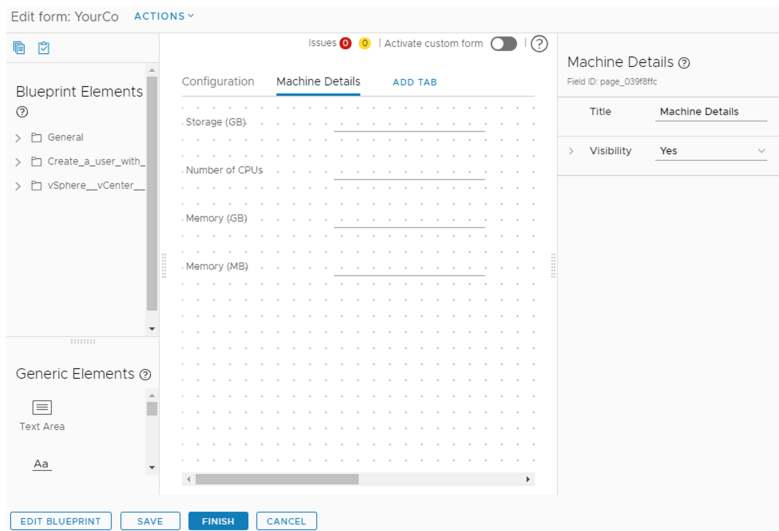 Edit form: YourCo ACTIONS
Issues 0 0 | Activate custom form | ?
Blueprint Elements
?
General
Create_a_user_with_
vSphere__vCenter__
Generic Elements ?
Text Area
Aa
Configuration Machine Details ADD TAB
Storage (GB)
Number of CPUs
Memory (GB)
Memory (MB)
Machine Details ?
Field ID: page_039f8ffc
Title Machine Details
Visibility Yes
EDIT BLUEPRINT SAVE FINISH CANCEL